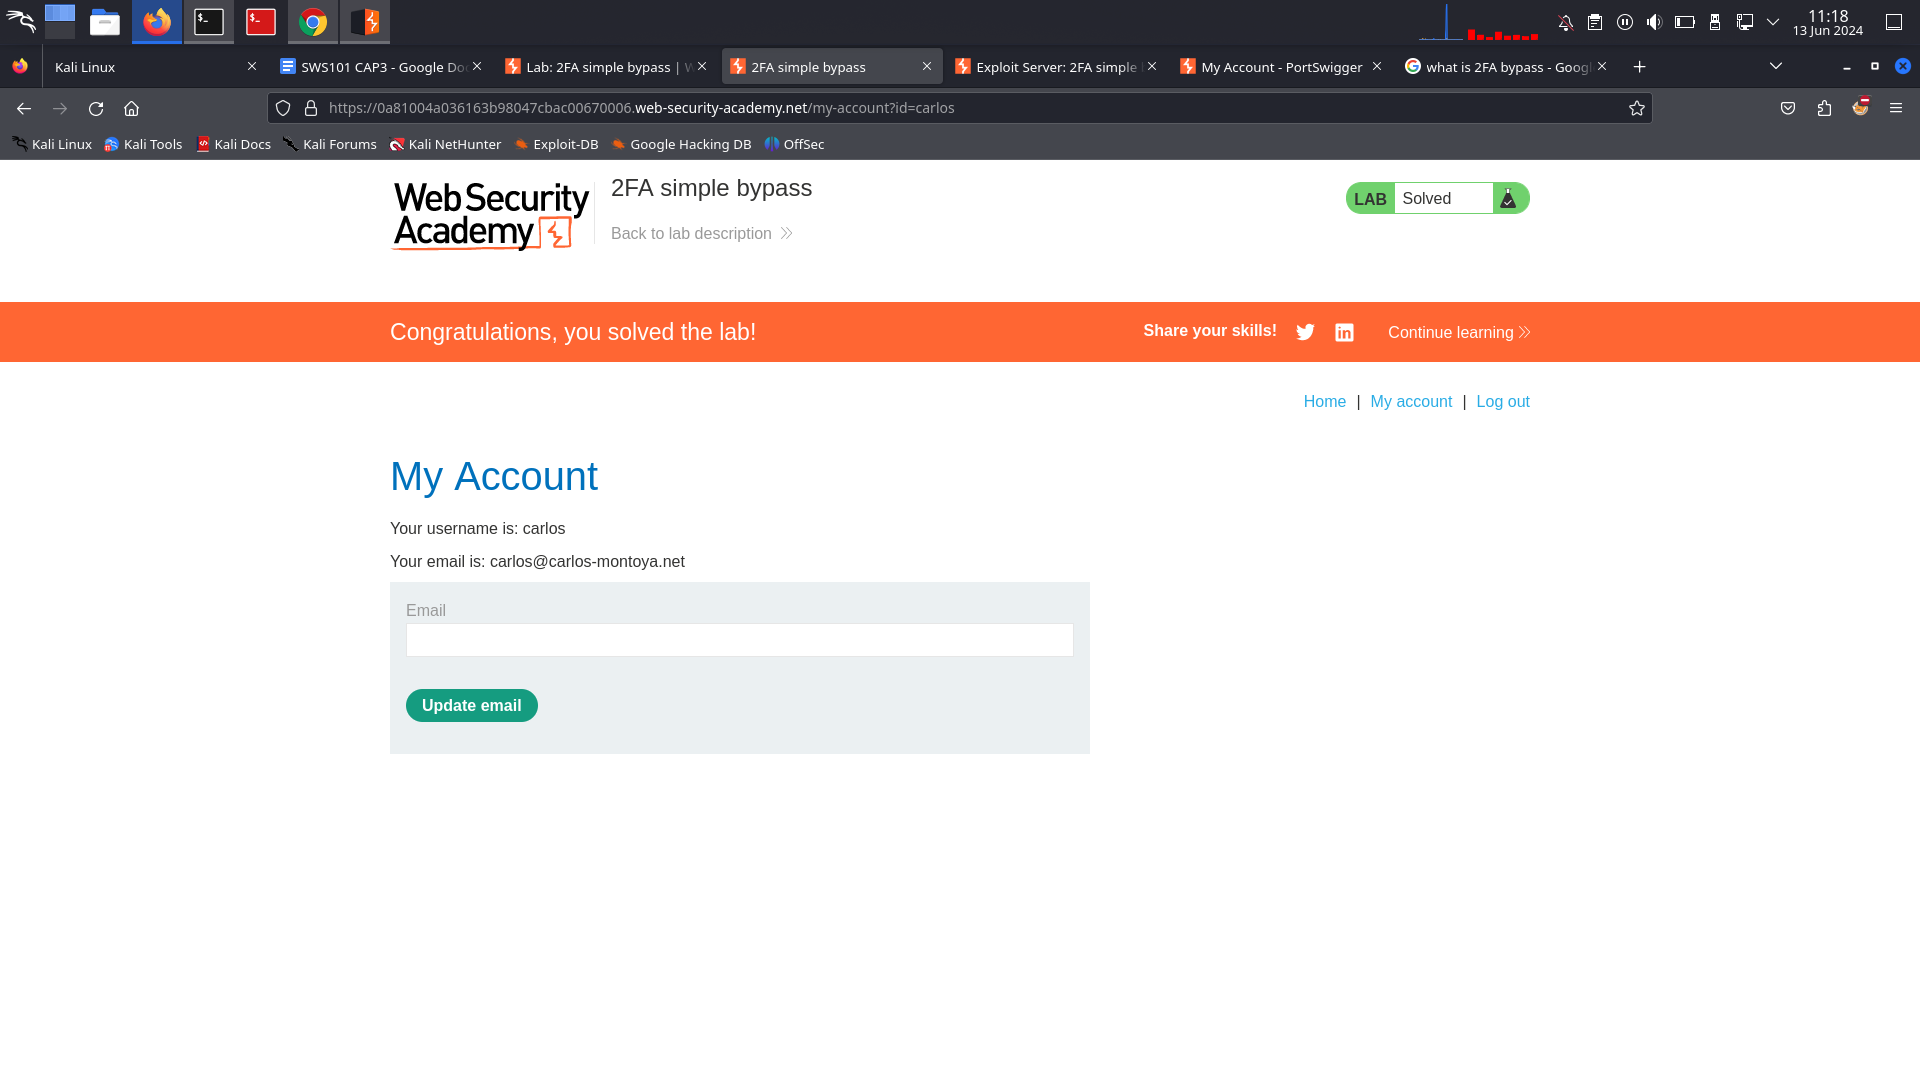 11:18
13 Jun 2024
Kali Linux
SWS101 CAP3 - Google Doc
Lab: 2FA simple bypass | W
2FA simple bypass
Exploit Server: 2FA simple
My Account - PortSwigger
what is 2FA bypass - Googl
https://0a81004a036163b98047cbac00670006.web-security-academy.net/my-account?id=carlos
Kali Linux
Kali Tools
Kali Docs
Kali Forums
Kali NetHunter
Exploit-DB
Google Hacking DB
OffSec
Web Security
Academy
2FA simple bypass
Back to lab description
LAB Solved
Congratulations, you solved the lab!
Share your skills!
Continue learning
Home | My account | Log out
My Account
Your username is: carlos
Your email is: carlos@carlos-montoya.net
Email
Update email